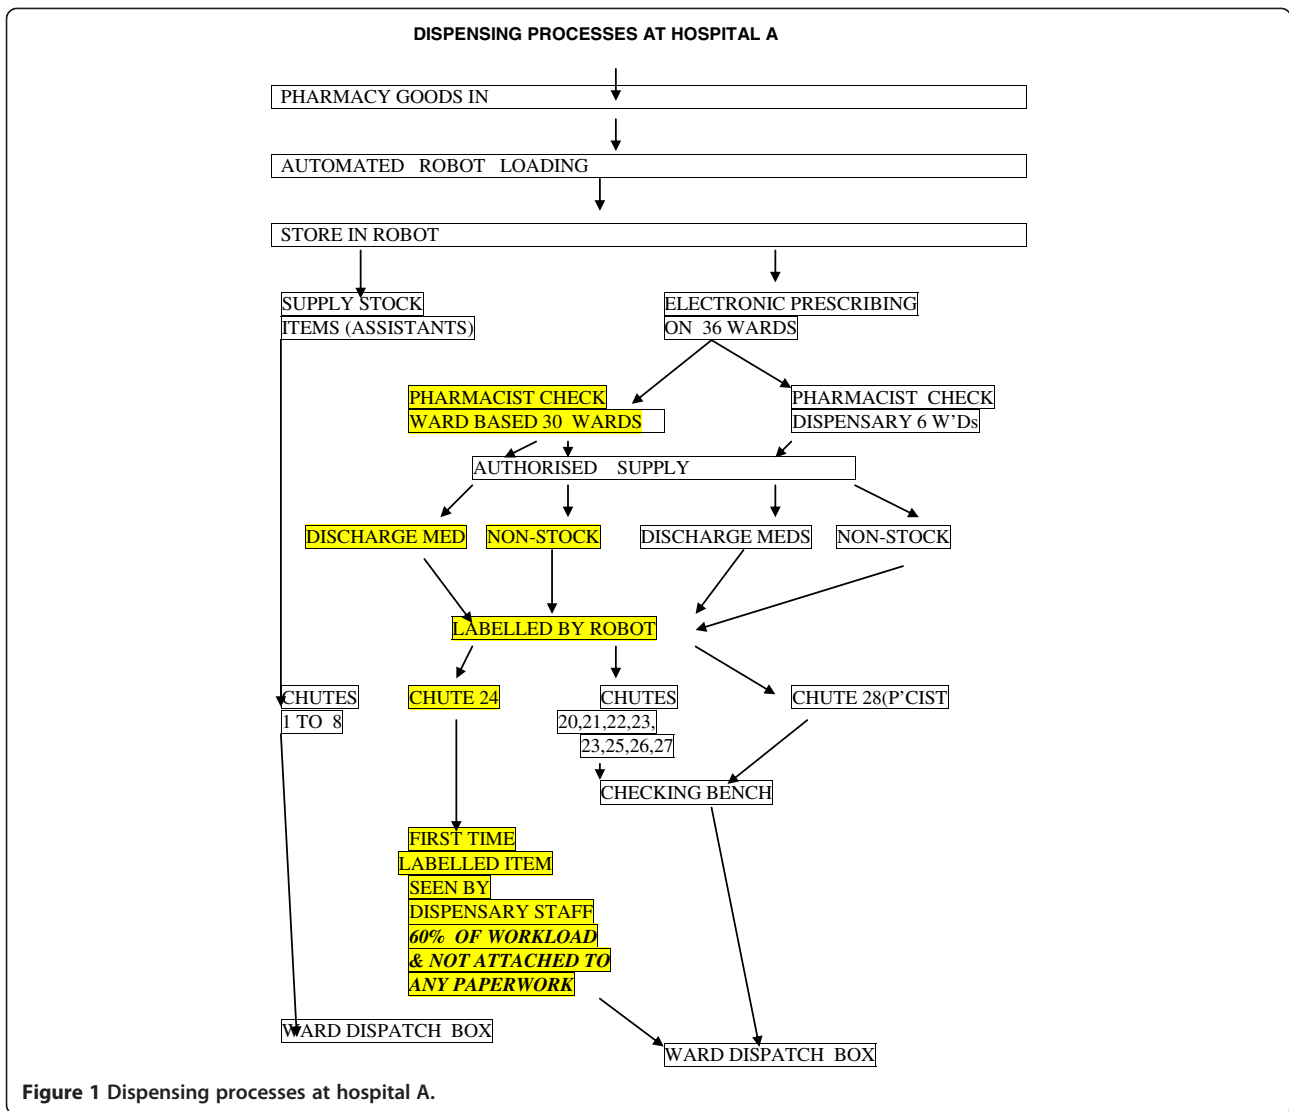 DISPENSING PROCESSES AT HOSPITAL A
PHARMACY GOODS IN
AUTOMATED ROBOT LOADING
STORE IN ROBOT
SUPPLY STOCK
ITEMS (ASSISTANTS)
ELECTRONIC PRESCRIBING
ON 36 WARDS
PHARMACIST CHECK
WARD BASED 30 WARDS
PHARMACIST CHECK
DISPENSARY 6 W'Ds
AUTHORISED SUPPLY
DISCHARGE MED
NON-STOCK
DISCHARGE MEDS
NON-STOCK
LABELLED BY ROBOT
CHUTES
1 TO 8
CHUTE 24
CHUTES
20,21,22,23,
23,25,26,27
CHUTE 28(P'CIST
CHECKING BENCH
FIRST TIME
LABELLED ITEM
SEEN BY
DISPENSARY STAFF
60% OF WORKLOAD
& NOT ATTACHED TO
ANY PAPERWORK
WARD DISPATCH BOX
WARD DISPATCH BOX
Figure 1 Dispensing processes at hospital A.